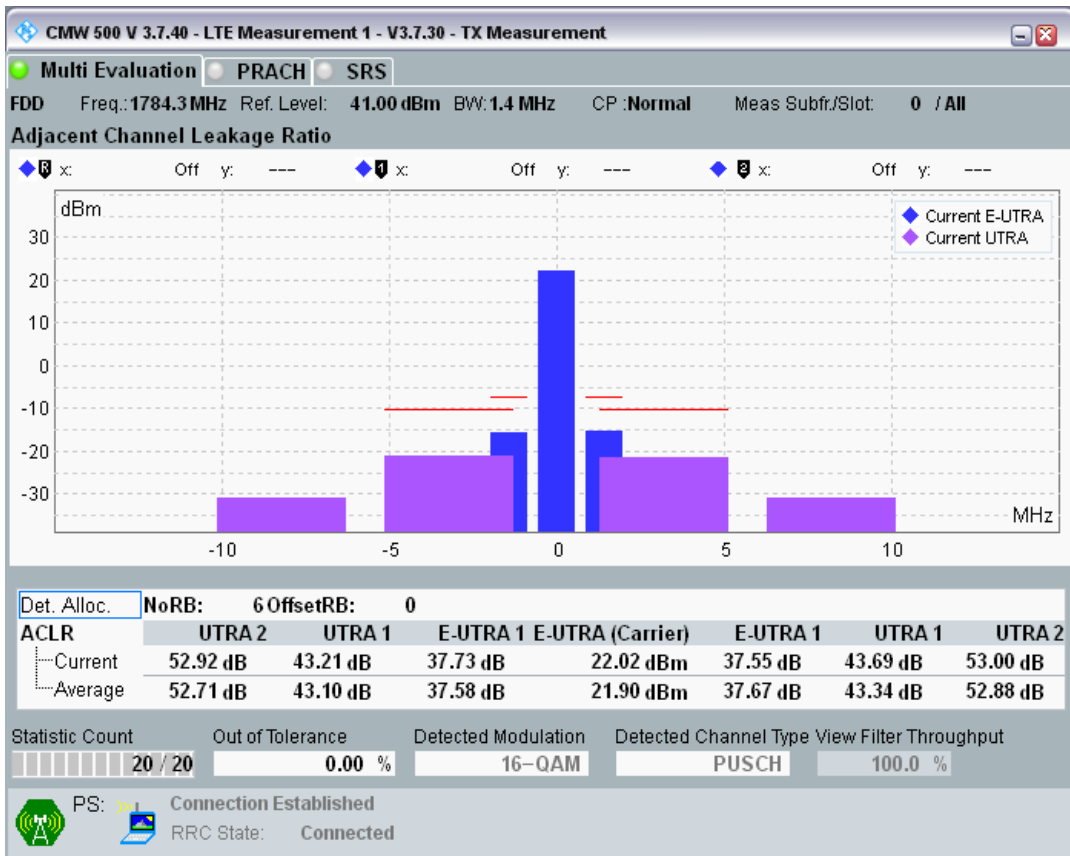 CMW 500 V 3.7.40 - LTE Measurement 1 - V3.7.30 - TX Measurement
Multi Evaluation PRACH SRS
FDD Freq.: 1784.3 MHz Ref. Level: 41.00 dBm BW: 1.4 MHz CP :Normal Meas Subfr./Slot: 0 / All
Adjacent Channel Leakage Ratio
R x: Off y: --- 1 x: Off y: --- 2 x: Off y: ---
dBm
Current E-UTRA
Current UTRA
30
20
10
0
-10
-20
-30
MHz
-10 -5 0 5 10
Det. Alloc. NoRB: 6 OffsetRB: 0
ACLR UTRA 2 UTRA 1 E-UTRA 1 E-UTRA (Carrier) E-UTRA 1 UTRA 1 UTRA 2
Current 52.92 dB 43.21 dB 37.73 dB 22.02 dBm 37.55 dB 43.69 dB 53.00 dB
Average 52.71 dB 43.10 dB 37.58 dB 21.90 dBm 37.67 dB 43.34 dB 52.88 dB
Statistic Count Out of Tolerance Detected Modulation Detected Channel Type View Filter Throughput
20 / 20 0.00 % 16-QAM PUSCH 100.0 %
PS: Connection Established
RRC State: Connected